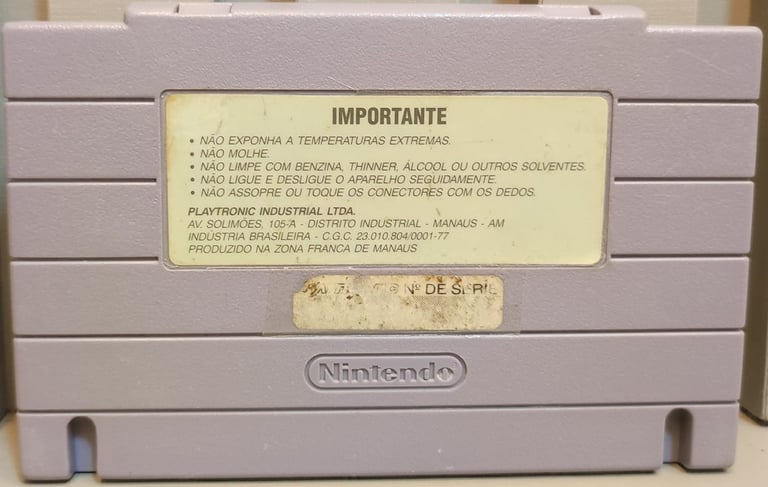 IMPORTANTE
• NÃO EXPONHA A TEMPERATURAS EXTREMAS.
• NÃO MOLHE.
• NÃO LIMPE COM BENZINA, THINNER, ÁLCOOL OU OUTROS SOLVENTES.
• NÃO LIGUE E DESLIGUE O APARELHO SEGUIDAMENTE.
• NÃO ASSOPRE OU TOQUE OS CONECTORES COM OS DEDOS.
PLAYTRONIC INDUSTRIAL LTDA.
AV. SOLIMÕES, 105-A - DISTRITO INDUSTRIAL - MANAUS - AM
INDÚSTRIA BRASILEIRA - C.G.C. 23.010.804/0001-77
PRODUZIDO NA ZONA FRANCA DE MANAUS
Nº DE SÉRIE
Nintendo